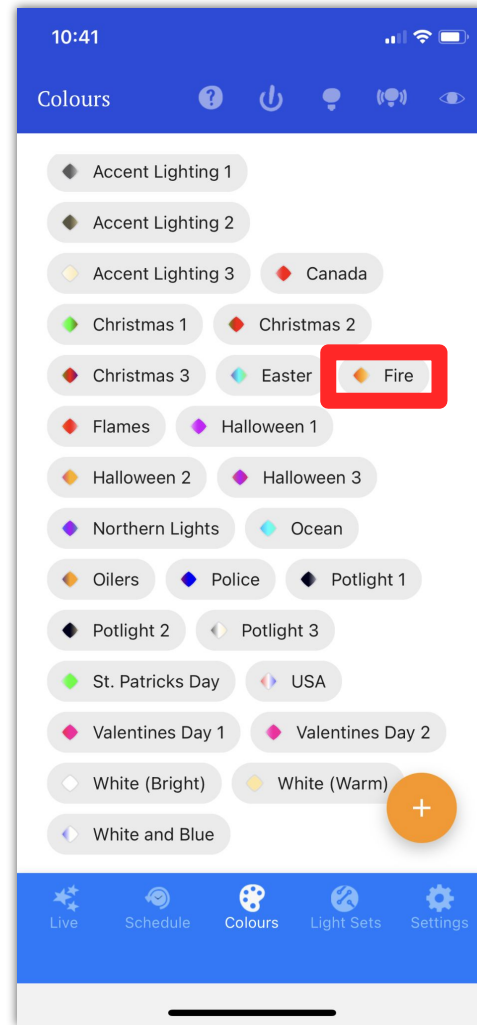 10:41
Colours
Accent Lighting 1
Accent Lighting 2
Accent Lighting 3 Canada
Christmas 1 Christmas 2
Christmas 3 Easter Fire
Flames Halloween 1
Halloween 2 Halloween 3
Northern Lights Ocean
Oilers Police Potlight 1
Potlight 2 Potlight 3
St. Patricks Day USA
Valentines Day 1 Valentines Day 2
White (Bright) White (Warm)
White and Blue
Live Schedule Colours Light Sets Settings